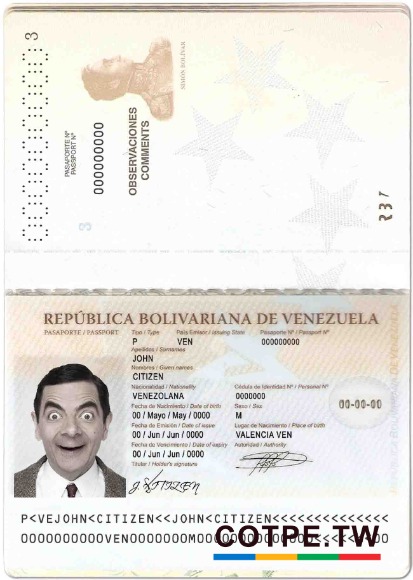 3
SIMÓN BOLÍVAR
PASAPORTE Nº
PASSPORT Nº
000000000
OBSERVACIONES
COMMENTS
3
REPÚBLICA BOLIVARIANA DE VENEZUELA
PASAPORTE / PASSPORT
Tipo / Type País Emisor / Issuing State Pasaporte Nº / Passport Nº
P VEN 000000000
Apellidos / Surnames
JOHN
Nombres / Given names
CITIZEN
Nacionalidad / Nationality Cédula de Identidad Nº / Personal Nº
VENEZOLANA 0000000
Fecha de Nacimiento / Date of birth Sexo / Sex
00 / Mayo / May / 0000 M
00-00-00
Fecha de Emisión / Date of issue Lugar de Nacimiento / Place of birth
00 / Jun / Jun / 0000 VALENCIA VEN
Fecha de Vencimiento / Date of expiry Autoridad / Authority
00 / Jun / Jun / 0000
Titular / Holder's signature
J. CITIZEN
P<VEJOHN<CITIZEN<<JOHN<CITIZEN<<<<<<<<<<<<<<<
COTPE.TW